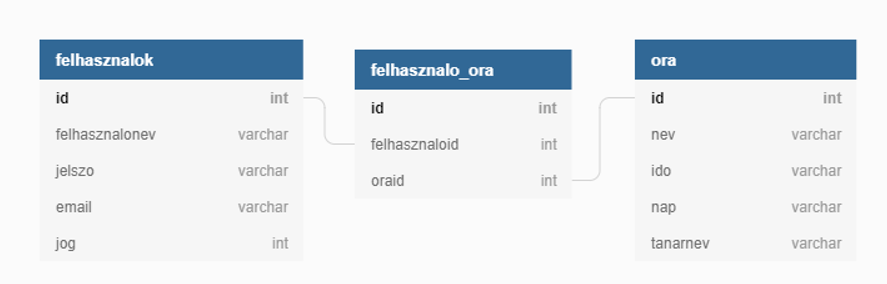 felhasznalok
id int
felhasznalonev varchar
jelszo varchar
email varchar
jog int
felhasznalo_ora
id int
felhasznaloid int
oraid int
ora
id int
nev varchar
ido varchar
nap varchar
tanarnev varchar